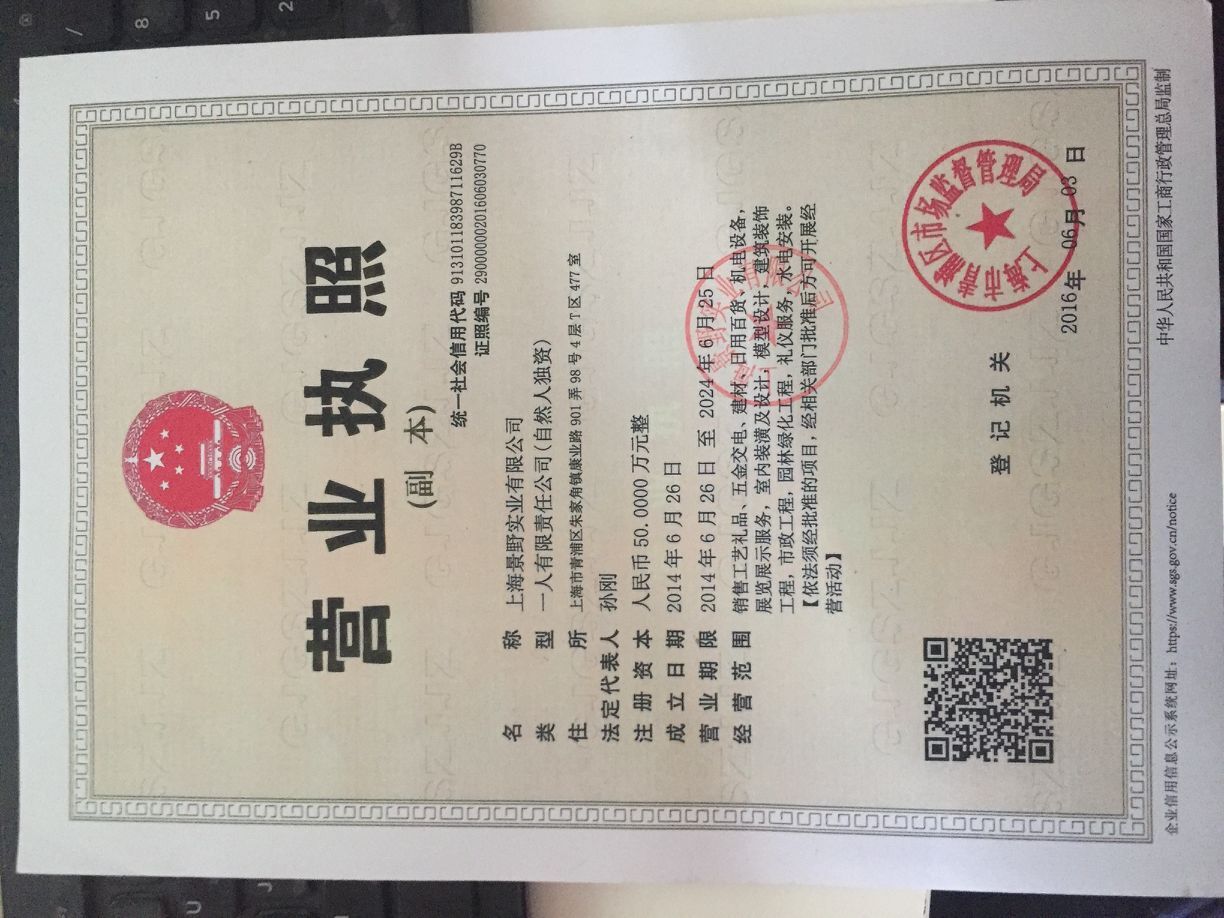 营业执照
(副 本)
统一社会信用代码 91310118398711629B
证照编号 29000000201606030770
名 称 上海景野实业有限公司
类 型 一人有限责任公司(自然人独资)
住 所 上海市青浦区朱家角镇康业路901弄98号4层T区477室
法定代表人 孙刚
注册资本 人民币50.0000万元整
成立日期 2014年6月26日
营业期限 2014年6月26日 至 2024年6月25日
经营范围 销售工艺礼品、五金交电、建材、日用百货、机电设备,
展览展示服务,室内装潢及设计,模型设计,建筑装饰
工程,市政工程,园林绿化工程,礼仪服务,水电安装。
【依法须经批准的项目,经相关部门批准后方可开展经
营活动】
登记机关
上海市青浦区市场监督管理局
2016年 06月 03日
企业信用信息公示系统网址:https://www.sgs.gov.cn/notice
中华人民共和国国家工商行政管理总局监制